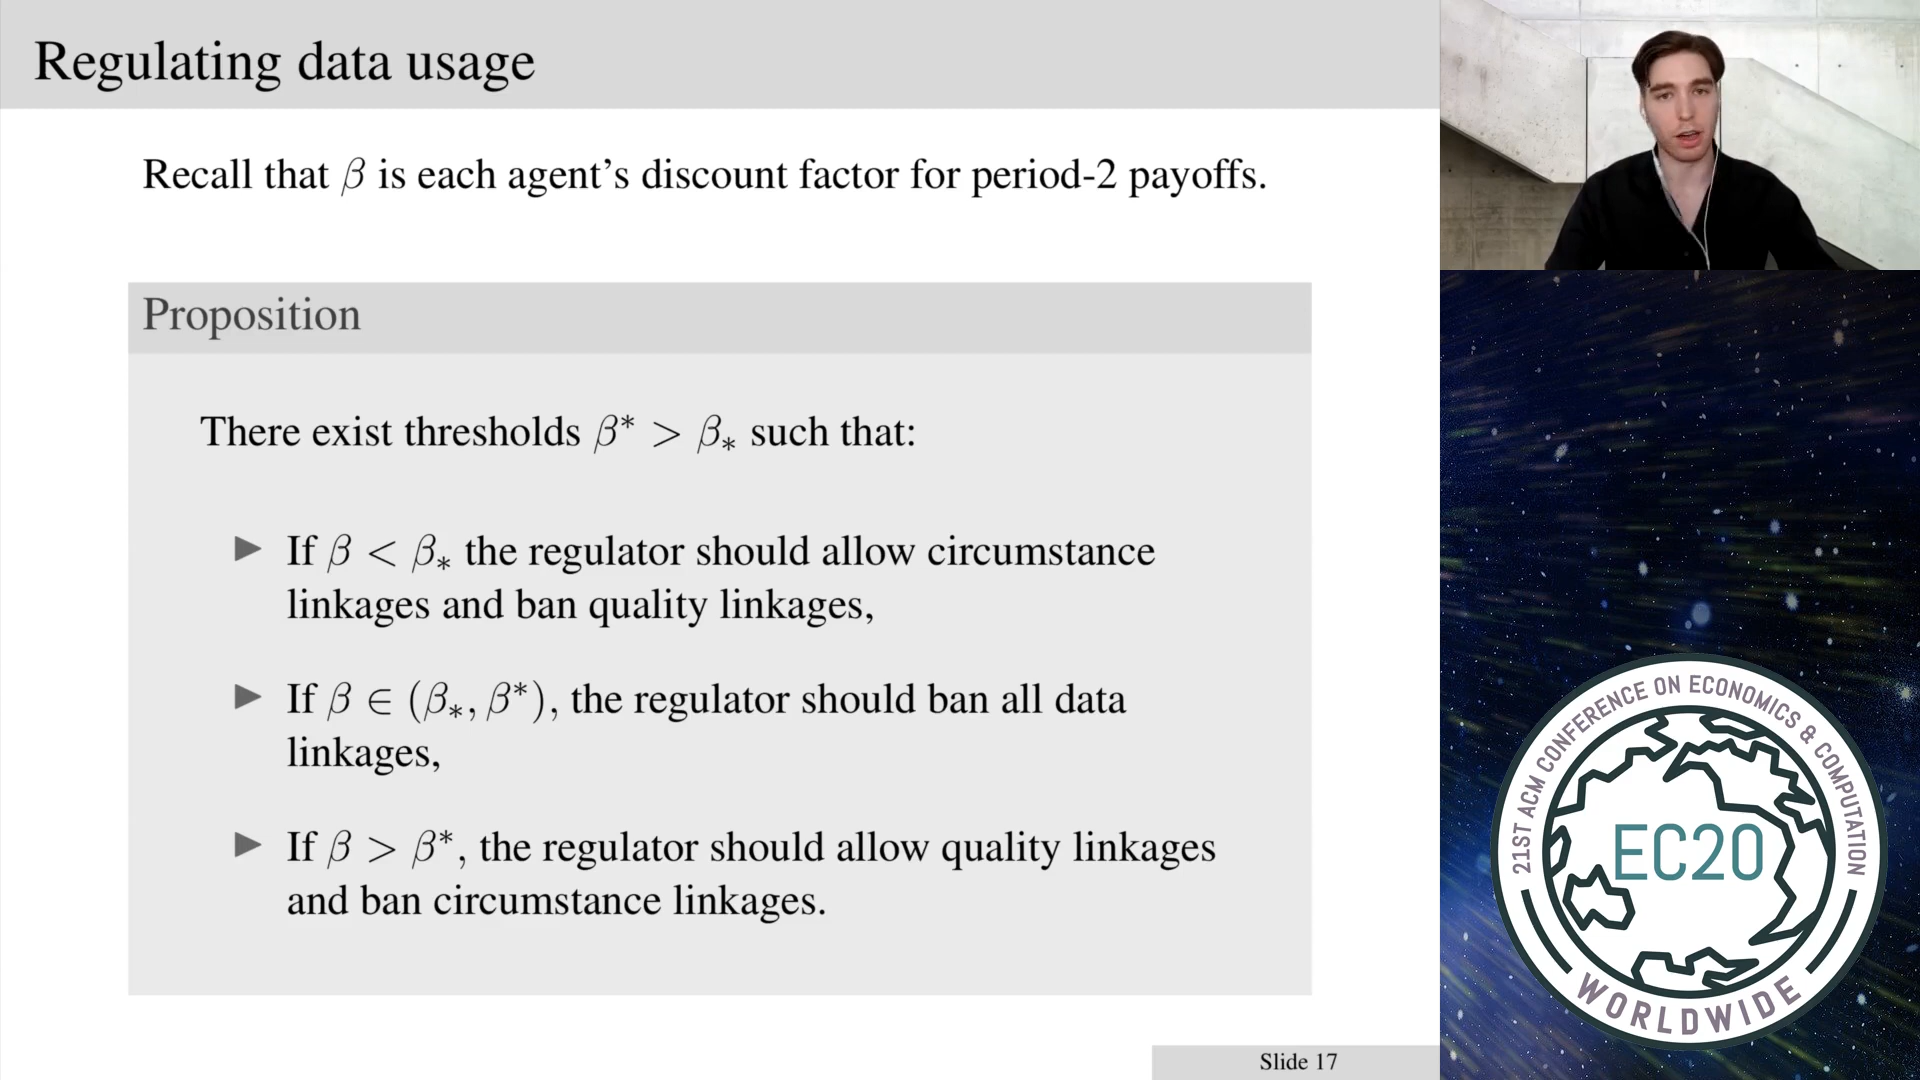 Regulating data usage
Recall that β is each agent’s discount factor for period-2 payoffs.
Proposition
There exist thresholds β* > β∗ such that:
▶ If β < β∗ the regulator should allow circumstance
linkages and ban quality linkages,
▶ If β ∈ (β∗, β*), the regulator should ban all data
linkages,
▶ If β > β*, the regulator should allow quality linkages
and ban circumstance linkages.
Slide 17
21ST ACM CONFERENCE ON ECONOMICS & COMPUTATION
EC20
WORLDWIDE